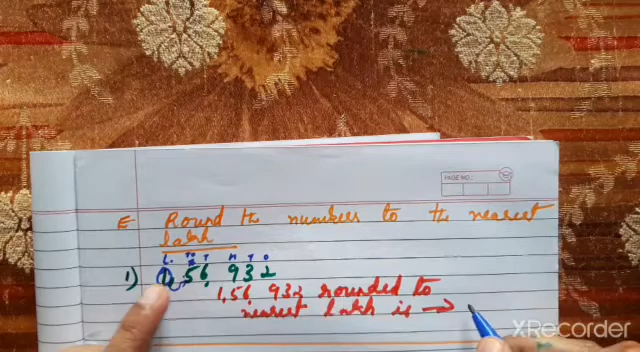 PAGE NO.:
E Round the numbers to the nearest
lakh
L. T T H T O
1) 1,56,932
1,56,932 rounded to
nearest lakh is →
XRecorder